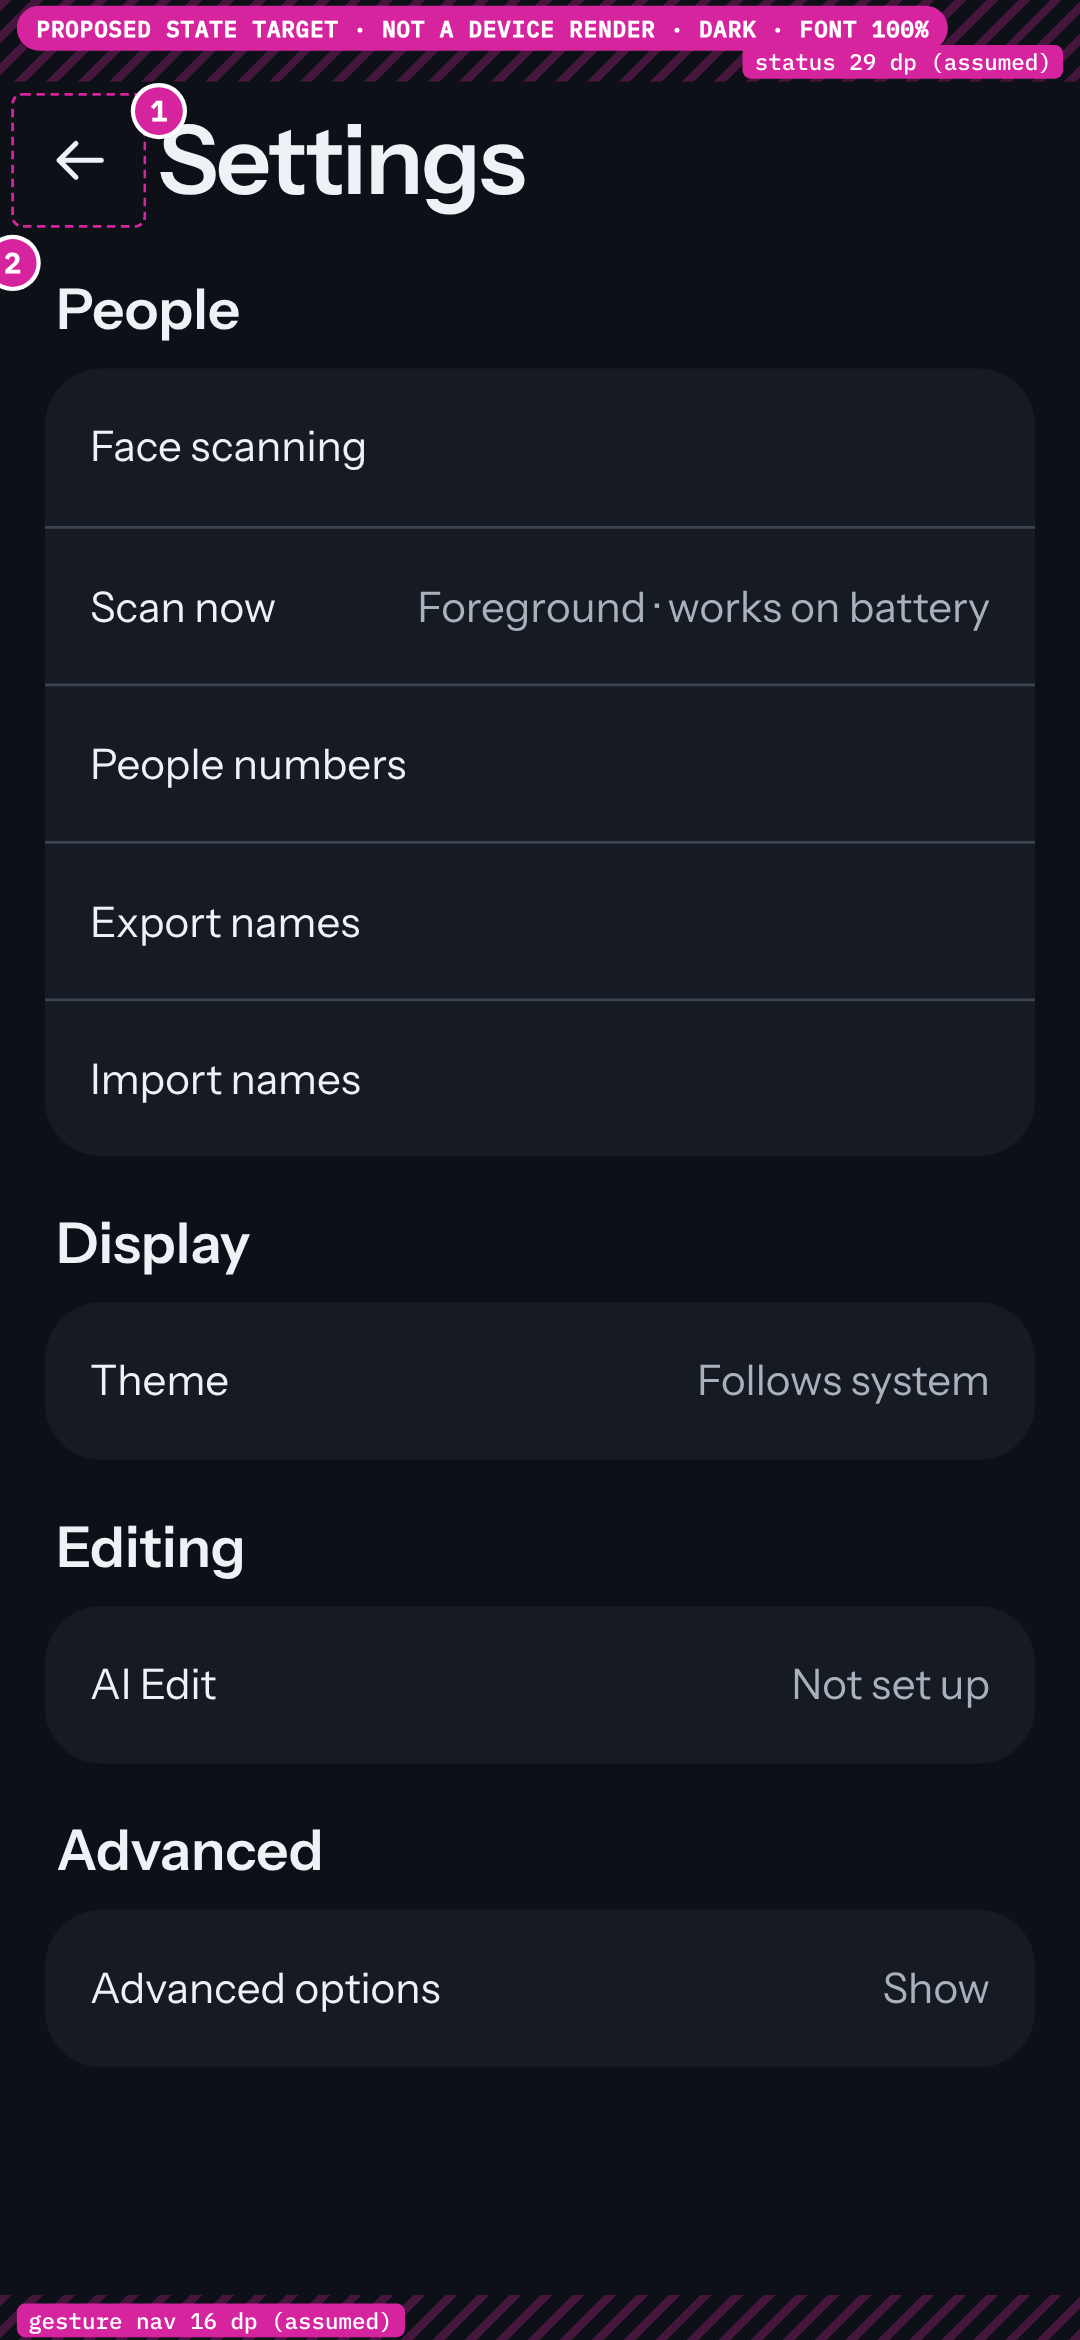 PROPOSED STATE TARGET · NOT A DEVICE RENDER · DARK · FONT 100%
status 29 dp (assumed)
1
Settings
2
People
Face scanning
Scan now Foreground · works on battery
People numbers
Export names
Import names
Display
Theme Follows system
Editing
AI Edit Not set up
Advanced
Advanced options Show
gesture nav 16 dp (assumed)